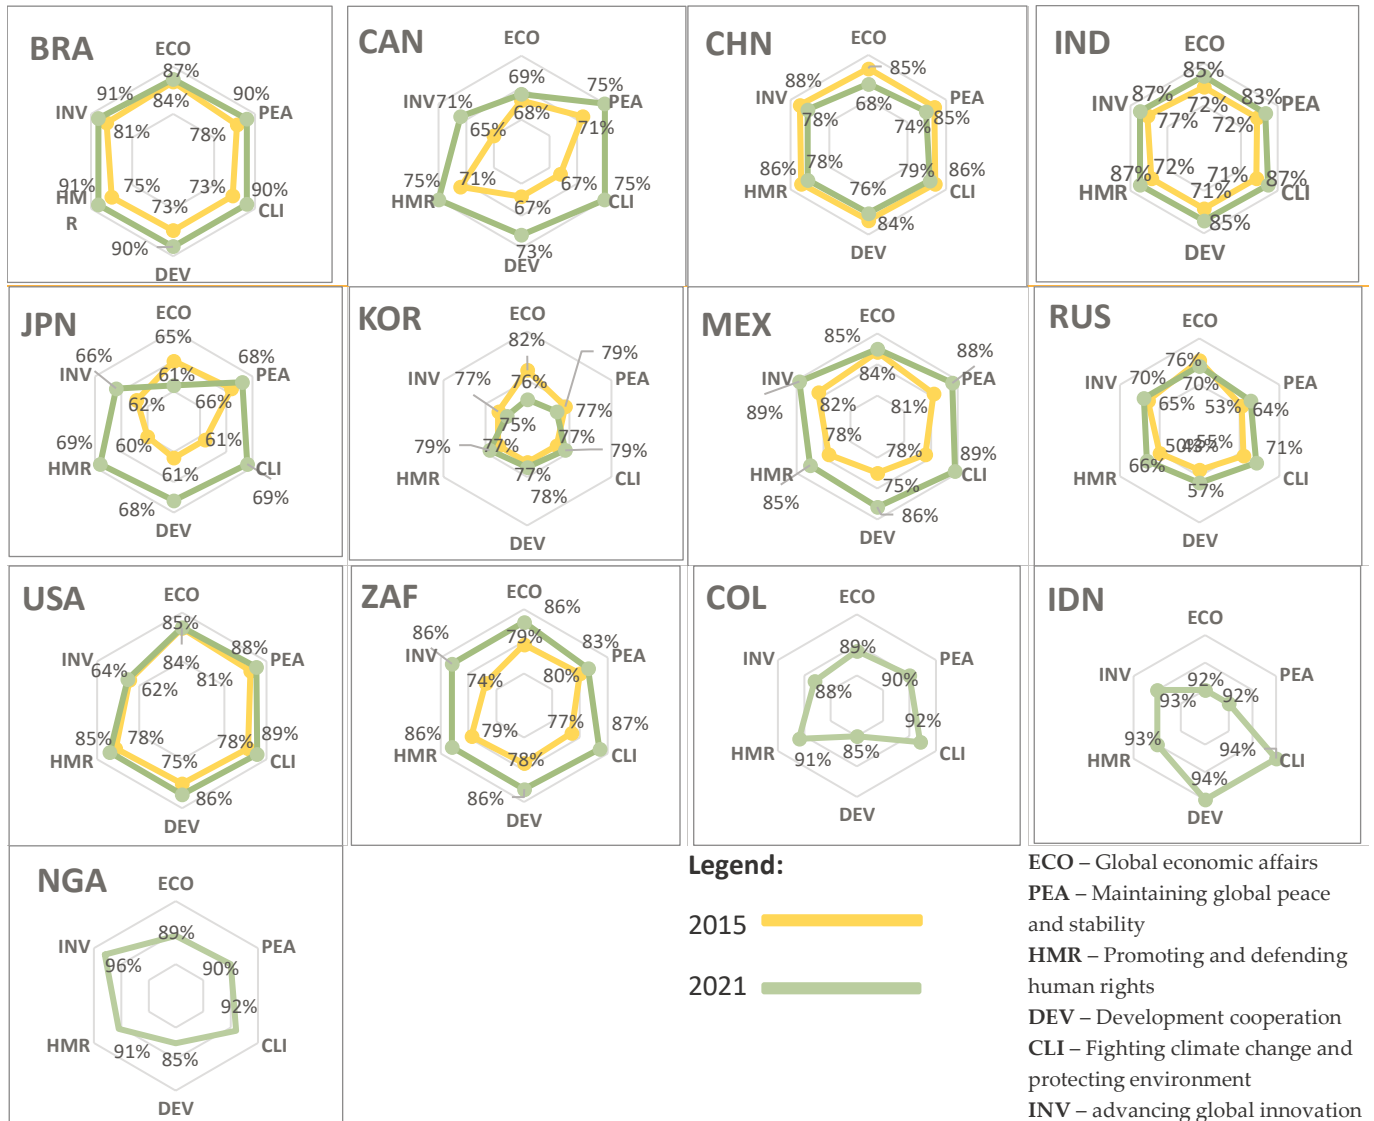 BRA
ECO
87%
91%
90%
INV
84%
PEA
81%
78%
91%
75%
73%
90%
HM
R
73%
CLI
90%
DEV
CAN
ECO
69%
75%
INV
71%
PEA
68%
65%
71%
71%
67%
75%
75%
HMR
67%
CLI
73%
DEV
CHN
ECO
85%
88%
INV
PEA
68%
85%
78%
74%
78%
79%
86%
86%
HMR
76%
CLI
84%
DEV
IND
ECO
85%
87%
83%
INV
72%
PEA
77%
72%
72%
71%
87%
87%
HMR
71%
CLI
85%
DEV
JPN
ECO
65%
66%
68%
INV
61%
PEA
62%
66%
60%
61%
69%
HMR
61%
CLI
69%
68%
DEV
KOR
ECO
82%
79%
INV
77%
76%
PEA
75%
77%
77%
77%
79%
79%
HMR
77%
CLI
78%
DEV
MEX
ECO
85%
88%
INV
84%
PEA
89%
82%
81%
78%
78%
89%
HMR
75%
CLI
85%
86%
DEV
RUS
ECO
76%
INV
70%
70%
PEA
65%
53%
64%
50%
43%
55%
71%
66%
HMR
57%
CLI
DEV
USA
ECO
85%
88%
INV
64%
84%
PEA
62%
81%
78%
78%
89%
85%
HMR
75%
CLI
86%
DEV
ZAF
ECO
86%
86%
79%
83%
INV
PEA
74%
80%
79%
77%
87%
86%
HMR
78%
CLI
86%
DEV
COL
ECO
89%
INV
PEA
88%
90%
92%
91%
HMR
85%
CLI
DEV
IDN
ECO
92%
INV
PEA
93%
92%
93%
94%
HMR
94%
CLI
DEV
NGA
ECO
89%
INV
PEA
96%
90%
92%
91%
HMR
85%
CLI
DEV
Legend:
2015
2021
ECO – Global economic affairs
PEA – Maintaining global peace
and stability
HMR – Promoting and defending
human rights
DEV – Development cooperation
CLI – Fighting climate change and
protecting environment
INV – advancing global innovation